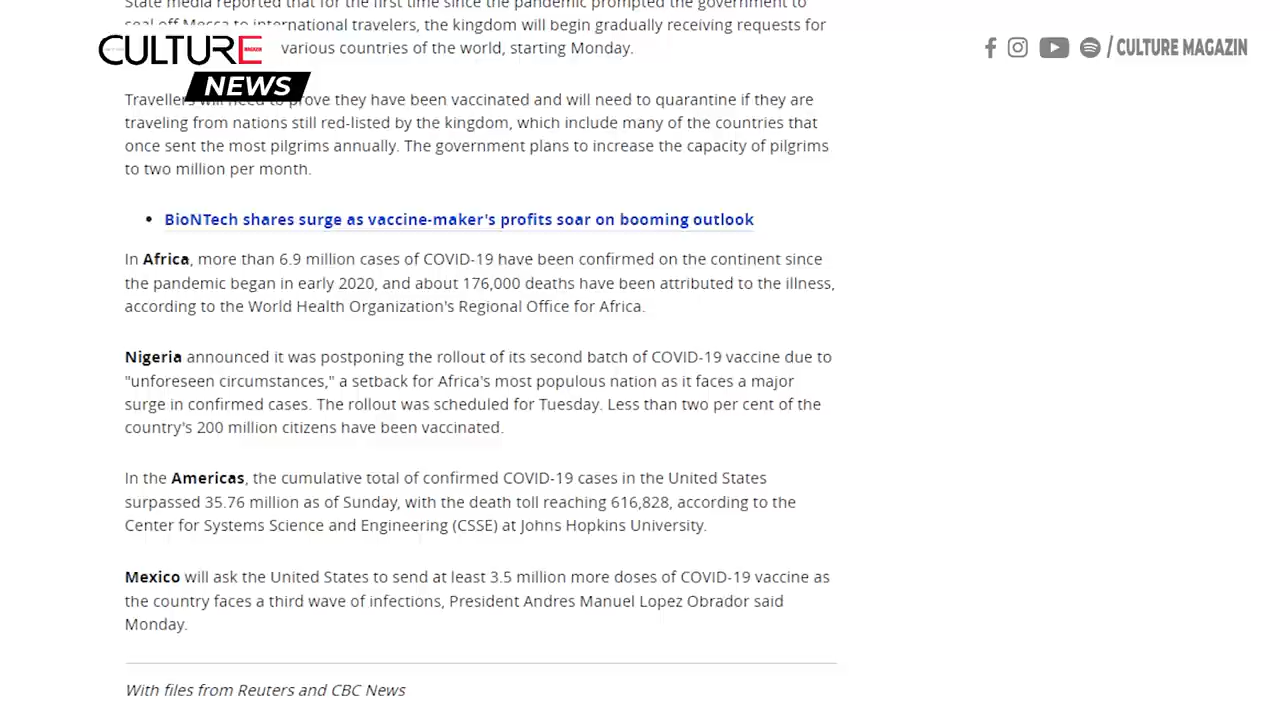 State media reported that for the first time since the pandemic prompted the government to
seal off Mecca to international travelers, the kingdom will begin gradually receiving requests for
CULTURE
various countries of the world, starting Monday.
/ CULTURE MAGAZIN
NEWS
Travellers will need to prove they have been vaccinated and will need to quarantine if they are
traveling from nations still red-listed by the kingdom, which include many of the countries that
once sent the most pilgrims annually. The government plans to increase the capacity of pilgrims
to two million per month.
• BioNTech shares surge as vaccine-maker's profits soar on booming outlook
In Africa, more than 6.9 million cases of COVID-19 have been confirmed on the continent since
the pandemic began in early 2020, and about 176,000 deaths have been attributed to the illness,
according to the World Health Organization's Regional Office for Africa.
Nigeria announced it was postponing the rollout of its second batch of COVID-19 vaccine due to
"unforeseen circumstances," a setback for Africa's most populous nation as it faces a major
surge in confirmed cases. The rollout was scheduled for Tuesday. Less than two per cent of the
country's 200 million citizens have been vaccinated.
In the Americas, the cumulative total of confirmed COVID-19 cases in the United States
surpassed 35.76 million as of Sunday, with the death toll reaching 616,828, according to the
Center for Systems Science and Engineering (CSSE) at Johns Hopkins University.
Mexico will ask the United States to send at least 3.5 million more doses of COVID-19 vaccine as
the country faces a third wave of infections, President Andres Manuel Lopez Obrador said
Monday.
With files from Reuters and CBC News